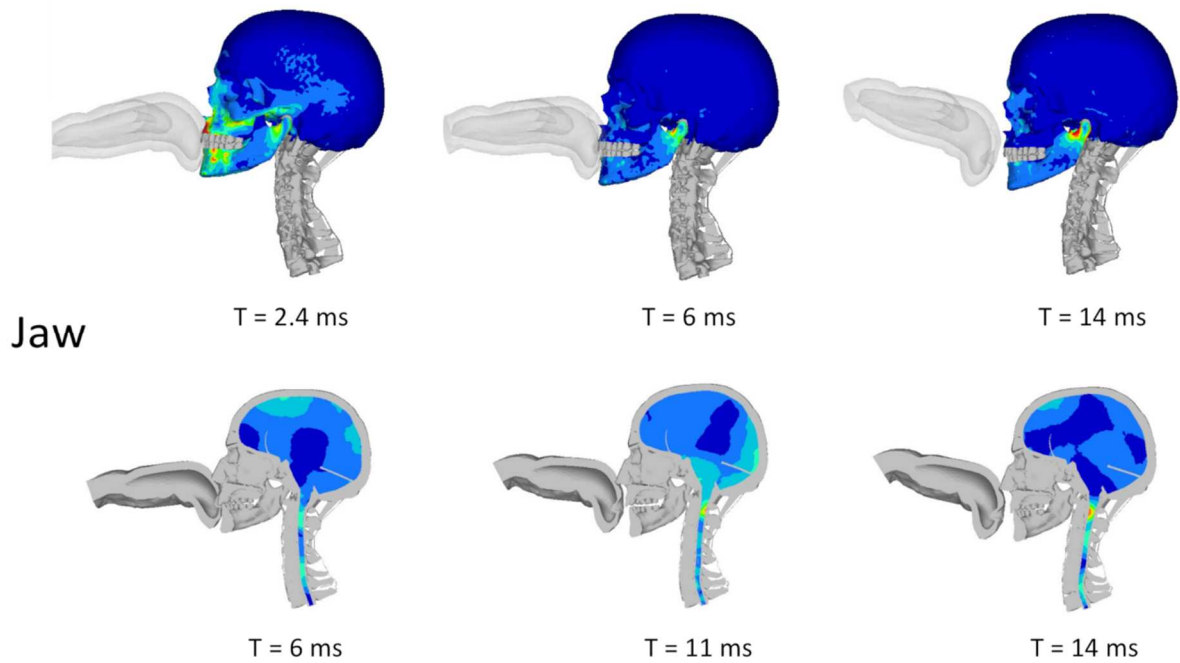 T = 2.4 ms
T = 6 ms
T = 14 ms
Jaw
T = 6 ms
T = 11 ms
T = 14 ms